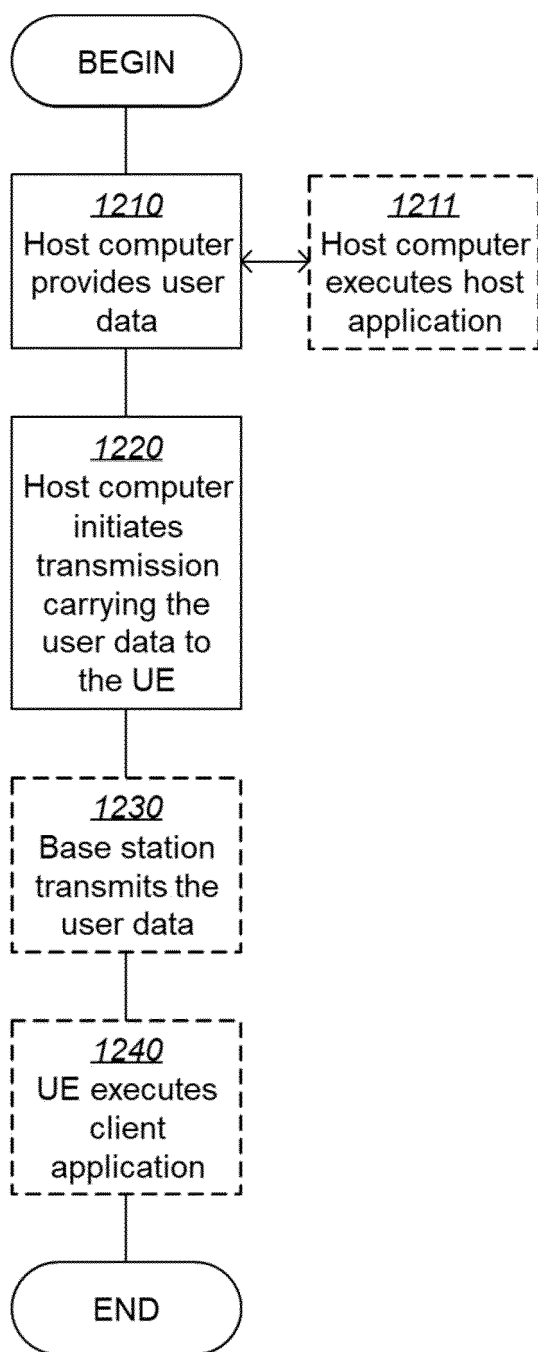 BEGIN
1210
Host computer
provides user
data
1211
Host computer
executes host
application
1220
Host computer
initiates
transmission
carrying the
user data to
the UE
1230
Base station
transmits the
user data
1240
UE executes
client
application
END